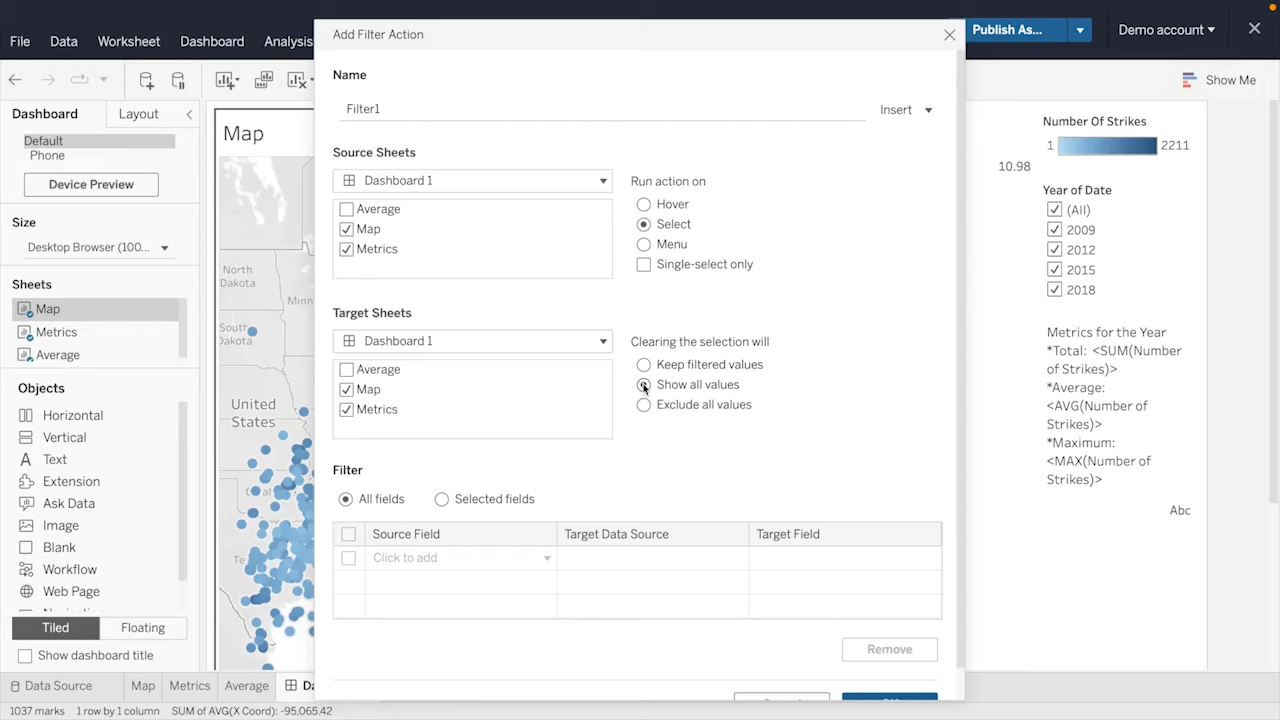 Add Filter Action
File
Data
Worksheet
Dashboard
Analysis
Publish As...
Demo account
Show Me
Dashboard
Layout
Default
Phone
Device Preview
Size
Desktop Browser (100...
Sheets
Map
Metrics
Average
Objects
Horizontal
Vertical
Text
Extension
Ask Data
Image
Blank
Workflow
Web Page
Tiled
Floating
Show dashboard title
Map
North
Dakota
Minn
South
Dakota
United
States
Name
Filter1
Insert
Source Sheets
Dashboard 1
Average
Map
Metrics
Run action on
Hover
Select
Menu
Single-select only
Target Sheets
Dashboard 1
Average
Map
Metrics
Clearing the selection will
Keep filtered values
Show all values
Exclude all values
Filter
All fields
Selected fields
Source Field
Target Data Source
Target Field
Click to add
Remove
Number Of Strikes
1
2211
10.98
Year of Date
(All)
2009
2012
2015
2018
Metrics for the Year
*Total: <SUM(Number
of Strikes)>
*Average:
<AVG(Number of
Strikes)>
*Maximum:
<MAX(Number of
Strikes)>
Abc
Data Source
Map
Metrics
Average
Da
1037 marks
1 row by 1 column
SUM of AVG(X Coord): -95,065.42